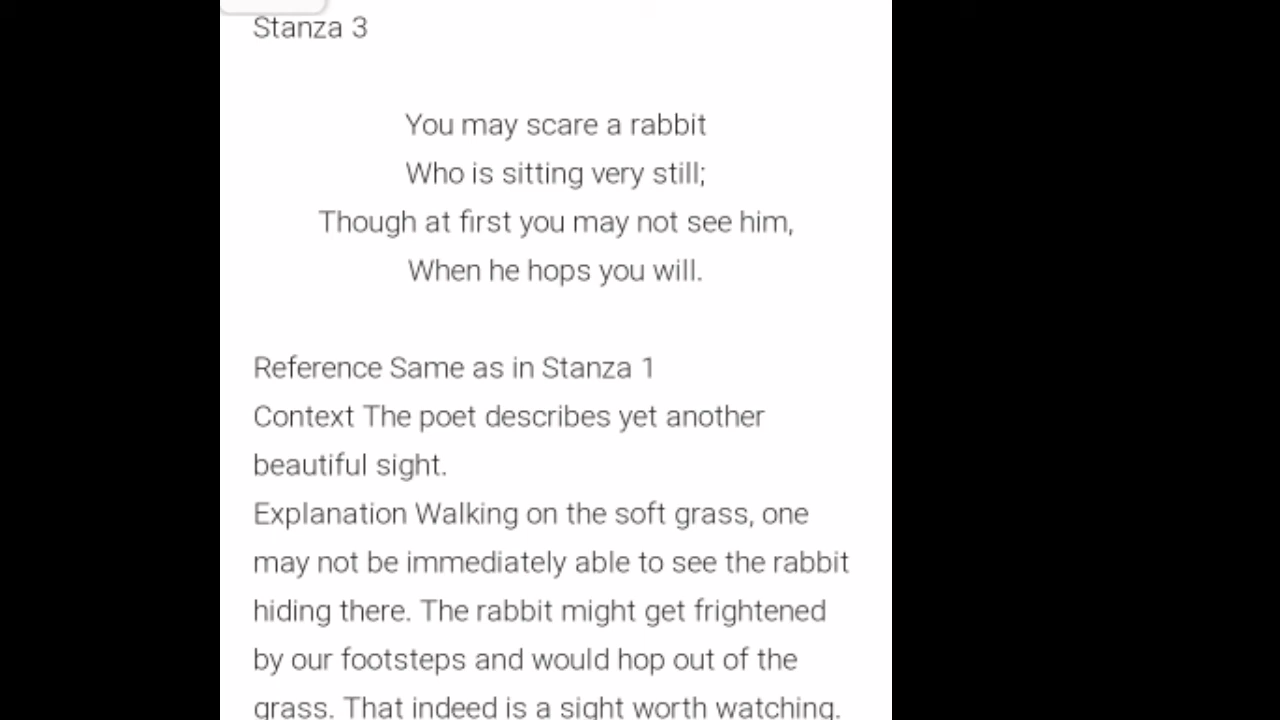 Stanza 3
You may scare a rabbit
Who is sitting very still;
Though at first you may not see him,
When he hops you will.
Reference Same as in Stanza 1
Context The poet describes yet another
beautiful sight.
Explanation Walking on the soft grass, one
may not be immediately able to see the rabbit
hiding there. The rabbit might get frightened
by our footsteps and would hop out of the
grass. That indeed is a sight worth watching.